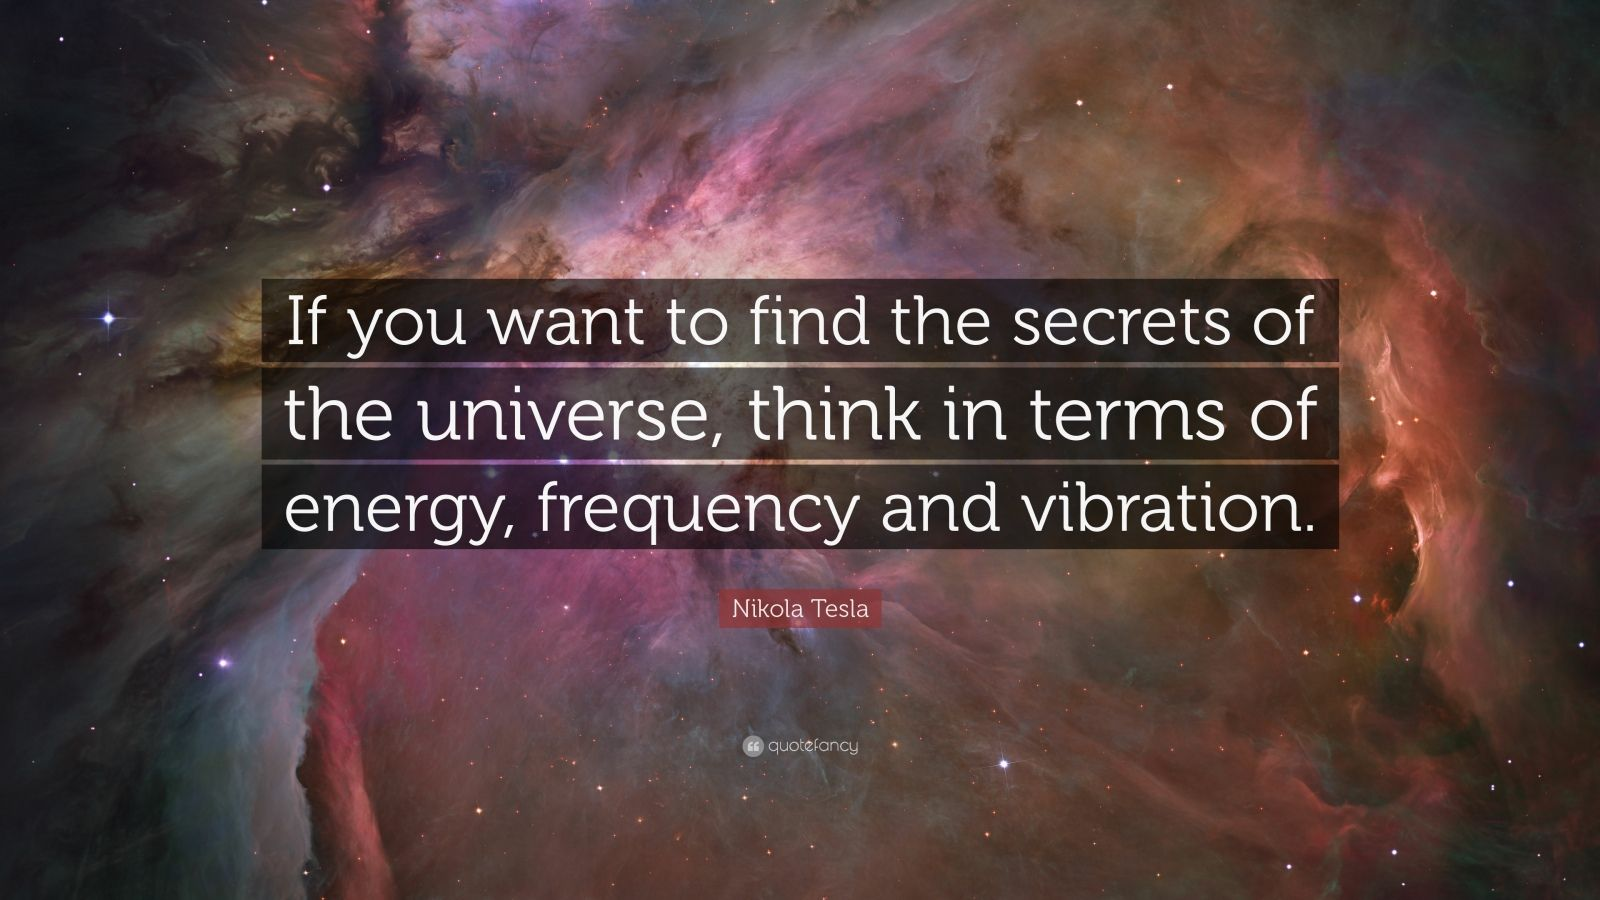 If you want to find the secrets of
the universe, think in terms of
energy, frequency and vibration.
Nikola Tesla
quotefancy